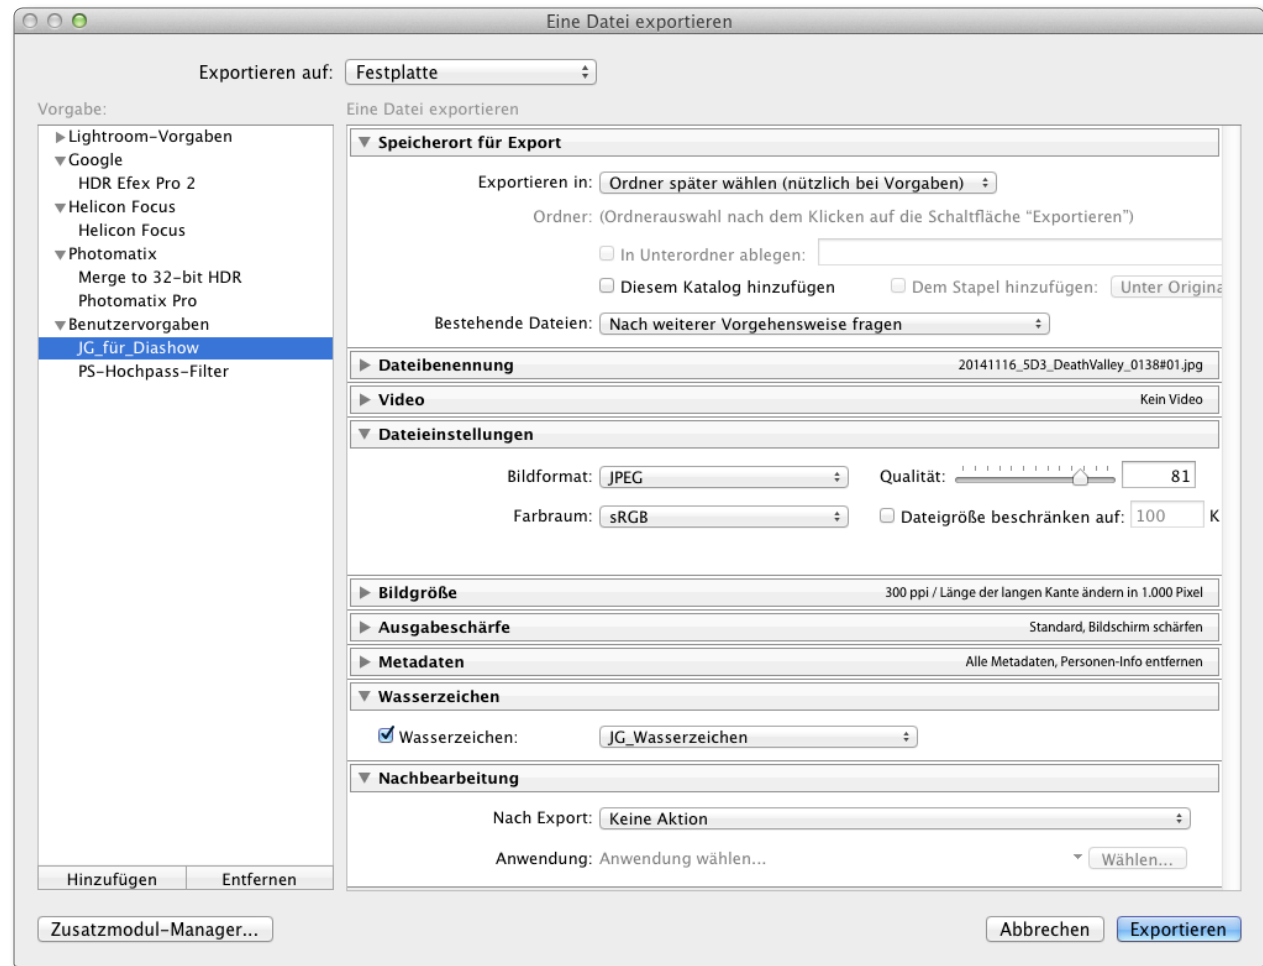 Eine Datei exportieren
Exportieren auf: Festplatte
Vorgabe:
Eine Datei exportieren
Lightroom-Vorgaben
Google
HDR Efex Pro 2
Helicon Focus
Helicon Focus
Photomatix
Merge to 32-bit HDR
Photomatix Pro
Benutzervorgaben
JG_für_Diashow
PS-Hochpass-Filter
Hinzufügen Entfernen
Speicherort für Export
Exportieren in: Ordner später wählen (nützlich bei Vorgaben)
Ordner: (Ordnerauswahl nach dem Klicken auf die Schaltfläche “Exportieren”)
In Unterordner ablegen:
Diesem Katalog hinzufügen Dem Stapel hinzufügen: Unter Origina
Bestehende Dateien: Nach weiterer Vorgehensweise fragen
Dateibenennung 20141116_5D3_DeathValley_0138#01.jpg
Video Kein Video
Dateieinstellungen
Bildformat: JPEG Qualität: 81
Farbraum: sRGB Dateigröße beschränken auf: 100 K
Bildgröße 300 ppi / Länge der langen Kante ändern in 1.000 Pixel
Ausgabeschärfe Standard, Bildschirm schärfen
Metadaten Alle Metadaten, Personen-Info entfernen
Wasserzeichen
Wasserzeichen: JG_Wasserzeichen
Nachbearbeitung
Nach Export: Keine Aktion
Anwendung: Anwendung wählen... Wählen...
Zusatzmodul-Manager... Abbrechen Exportieren